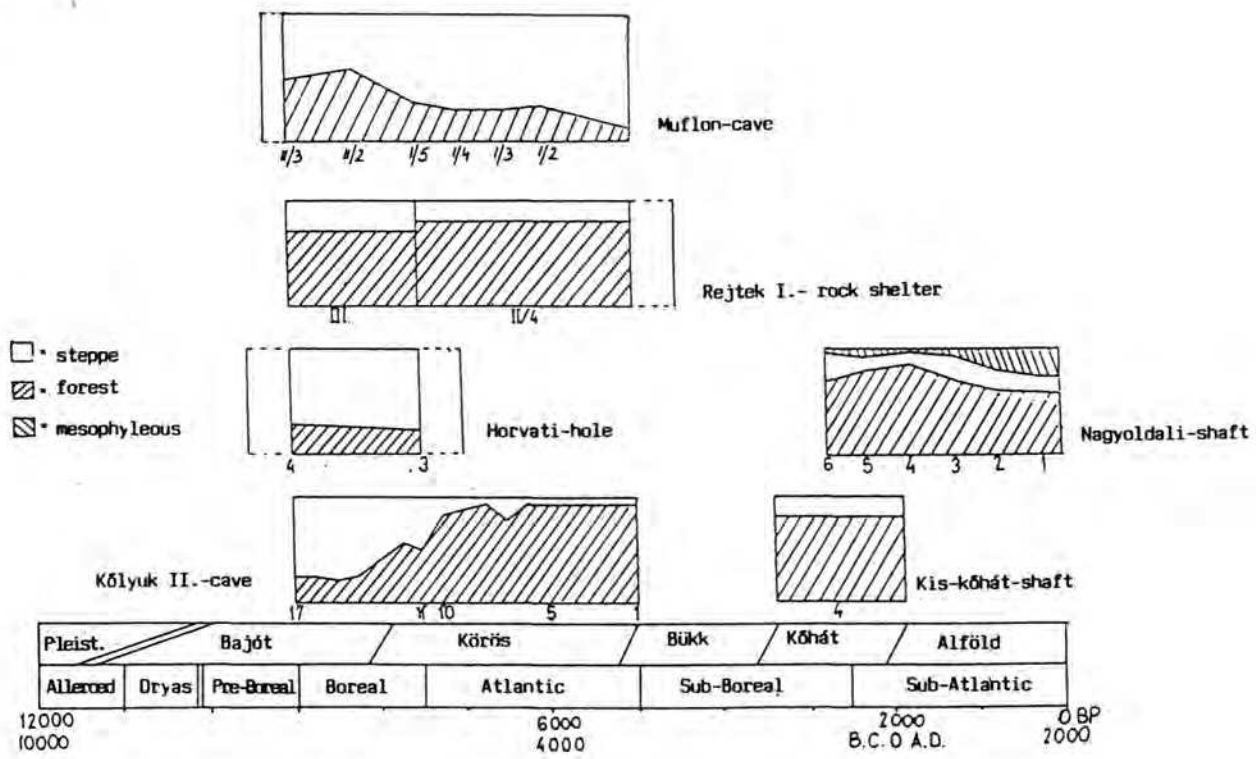 Muflon-cave
II/3 II/2 I/5 I/4 I/3 I/2
Rejtek I.- rock shelter
III. II/4
steppe
forest
mesophyleous
Horvati-hole
4 3
Nagyoldali-shaft
6 5 4 3 2 1
Kőlyuk II.-cave
17 11 10 5 1
Kis-kőhát-shaft
4
Pleist. Bajót Körös Bükk Kőhát Alföld
Alleröd Dryas Pre-Boreal Boreal Atlantic Sub-Boreal Sub-Atlantic
12000 6000 2000 0 BP
10000 4000 B.C. 0 A.D. 2000